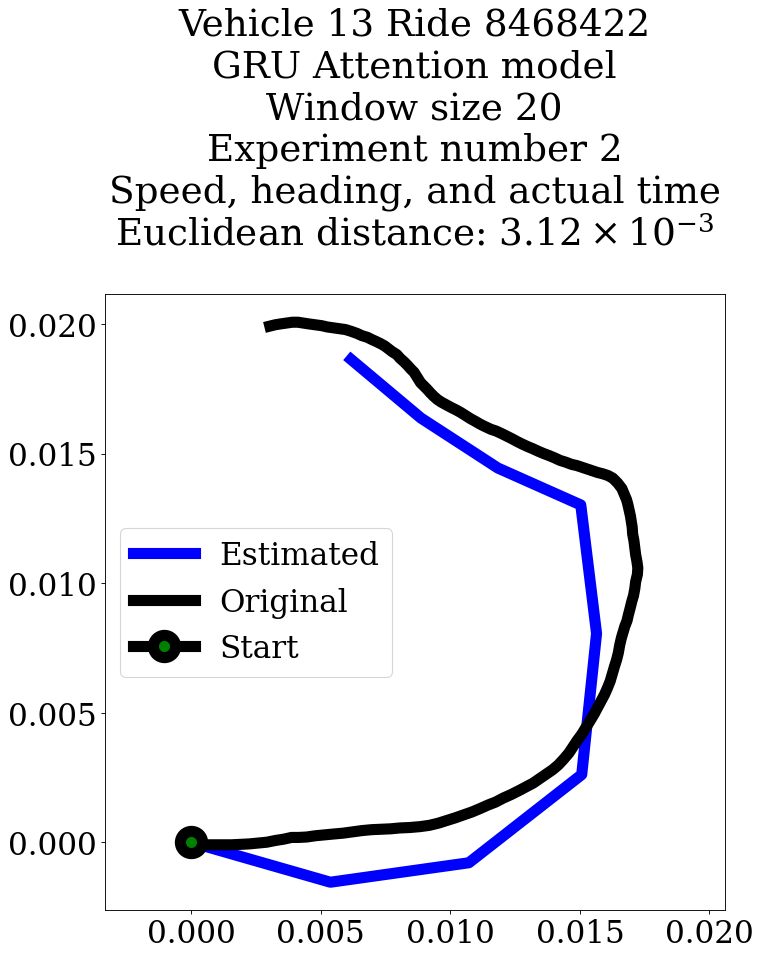 Vehicle 13 Ride 8468422
GRU Attention model
Window size 20
Experiment number 2
Speed, heading, and actual time
Euclidean distance: 3.12 × 10⁻³
0.020
0.015
0.010
0.005
0.000
Estimated
Original
Start
0.000 0.005 0.010 0.015 0.020